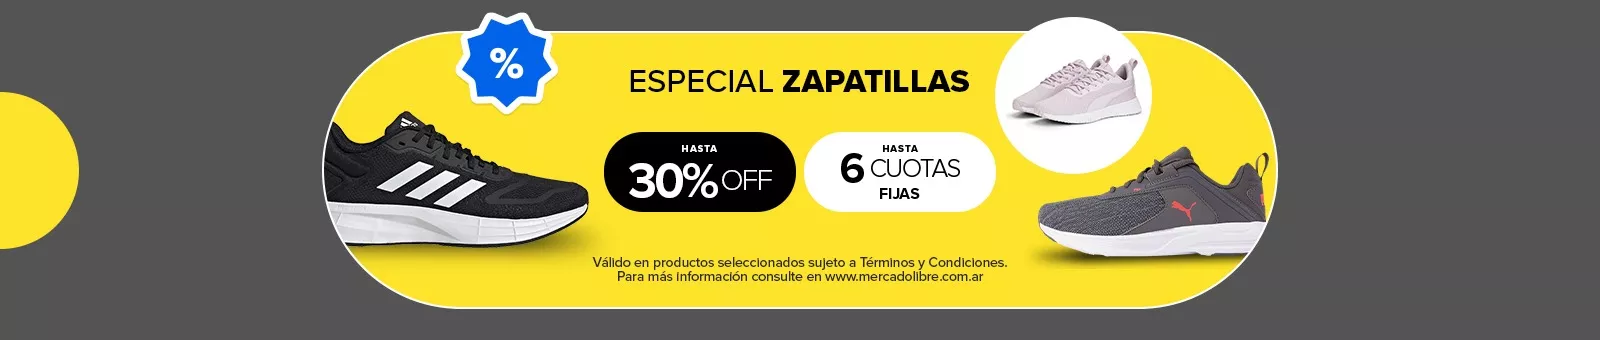 %
ESPECIAL ZAPATILLAS
HASTA
30% OFF
HASTA
6 CUOTAS
FIJAS
Válido en productos seleccionados sujeto a Términos y Condiciones.
Para más información consulte en www.mercadolibre.com.ar